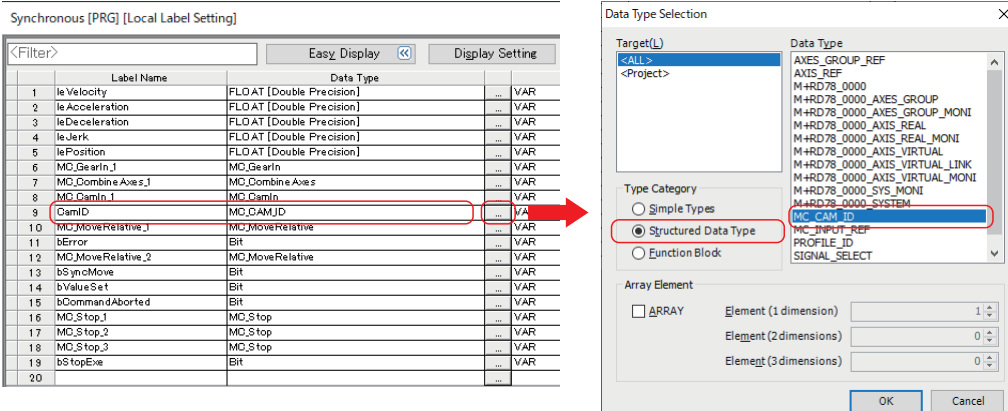 Synchronous [PRG] [Local Label Setting]
<Filter>
Easy Display
Display Setting
Label Name Data Type
1 leVelocity FLOAT [Double Precision] ... VAR
2 leAcceleration FLOAT [Double Precision] ... VAR
3 leDeceleration FLOAT [Double Precision] ... VAR
4 leJerk FLOAT [Double Precision] ... VAR
5 lePosition FLOAT [Double Precision] ... VAR
6 MC_GearIn_1 MC_GearIn ... VAR
7 MC_CombineAxes_1 MC_CombineAxes ... VAR
8 MC_CamIn_1 MC_CamIn ... VAR
9 CamID MC_CAM_ID ... VA
10 MC_MoveRelative_1 MC_MoveRelative ... VAR
11 bError Bit ... VAR
12 MC_MoveRelative_2 MC_MoveRelative ... VAR
13 bSyncMove Bit ... VAR
14 bValueSet Bit ... VAR
15 bCommandAborted Bit ... VAR
16 MC_Stop_1 MC_Stop ... VAR
17 MC_Stop_2 MC_Stop ... VAR
18 MC_Stop_3 MC_Stop ... VAR
19 bStopExe Bit ... VAR
20 ...
Data Type Selection
Target(L)
<ALL>
<Project>
Type Category
Simple Types
Structured Data Type
Function Block
Data Type
AXES_GROUP_REF
AXIS_REF
M+RD78_0000
M+RD78_0000_AXES_GROUP
M+RD78_0000_AXES_GROUP_MONI
M+RD78_0000_AXIS_REAL
M+RD78_0000_AXIS_REAL_MONI
M+RD78_0000_AXIS_VIRTUAL
M+RD78_0000_AXIS_VIRTUAL_LINK
M+RD78_0000_AXIS_VIRTUAL_MONI
M+RD78_0000_SYS_MONI
M+RD78_0000_SYSTEM
MC_CAM_ID
MC_INPUT_REF
PROFILE_ID
SIGNAL_SELECT
Array Element
ARRAY
Element (1 dimension) 1
Element (2 dimensions) 0
Element (3 dimensions) 0
OK
Cancel